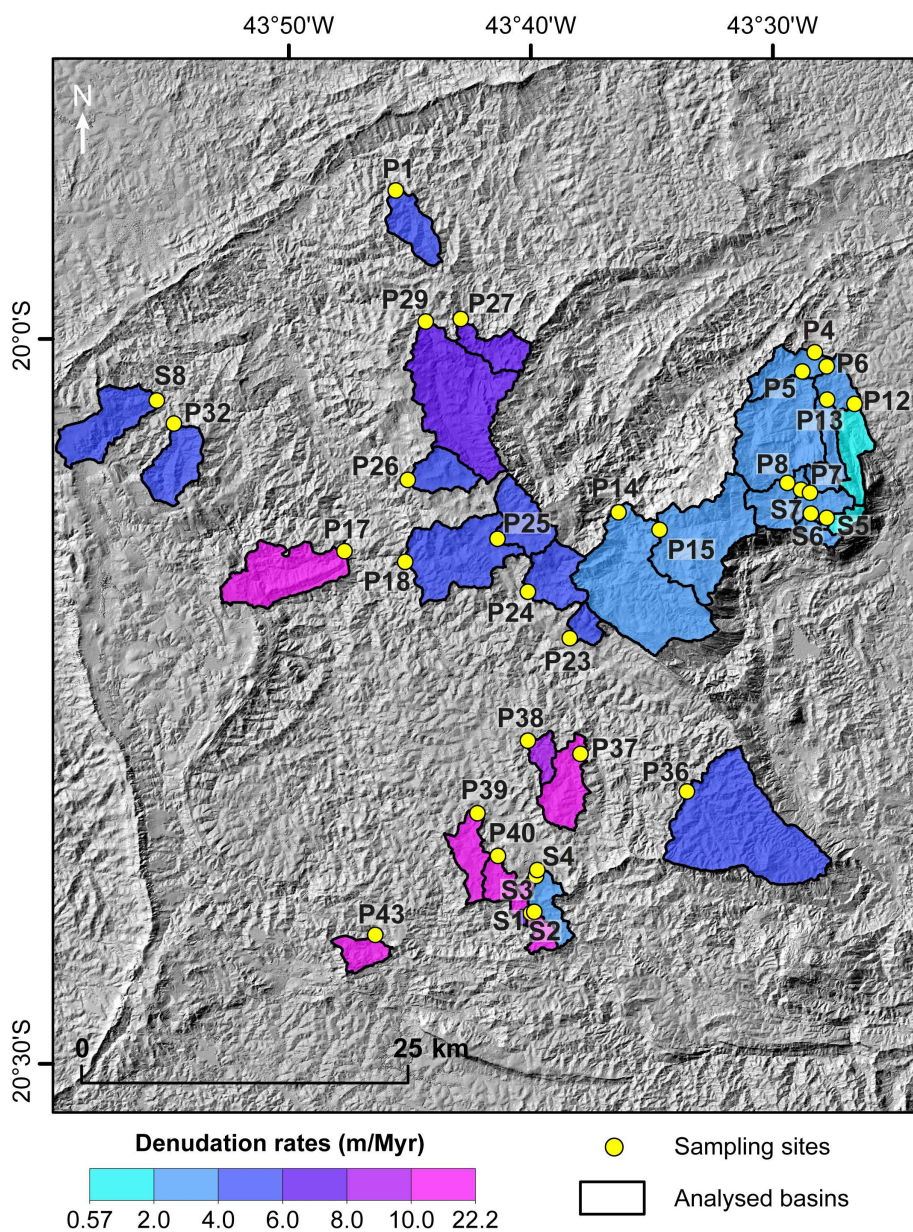 43°50'W 43°40'W 43°30'W
N
P1
P29 P27
20°0'S
P4
P6
P5
S8
P12
P32
P13
P26
P8 P7
P14
S7
P25
S6 S5
P17
P15
P18
P24
P23
P38
P37
P36
P39
P40
S4
S3
S1
S2
P43
20°30'S
0 25 km
Denudation rates (m/Myr)
0.57 2.0 4.0 6.0 8.0 10.0 22.2
Sampling sites
Analysed basins